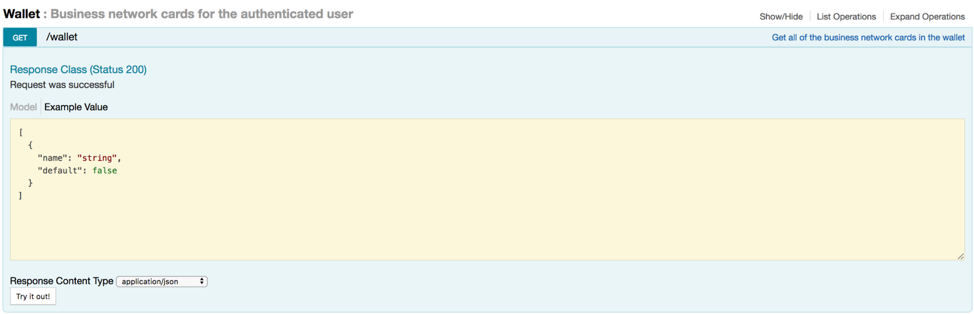 Wallet : Business network cards for the authenticated user
Show/Hide List Operations Expand Operations
GET /wallet Get all of the business network cards in the wallet
Response Class (Status 200)
Request was successful
Model Example Value
[
  {
    "name": "string",
    "default": false
  }
]
Response Content Type application/json
Try it out!